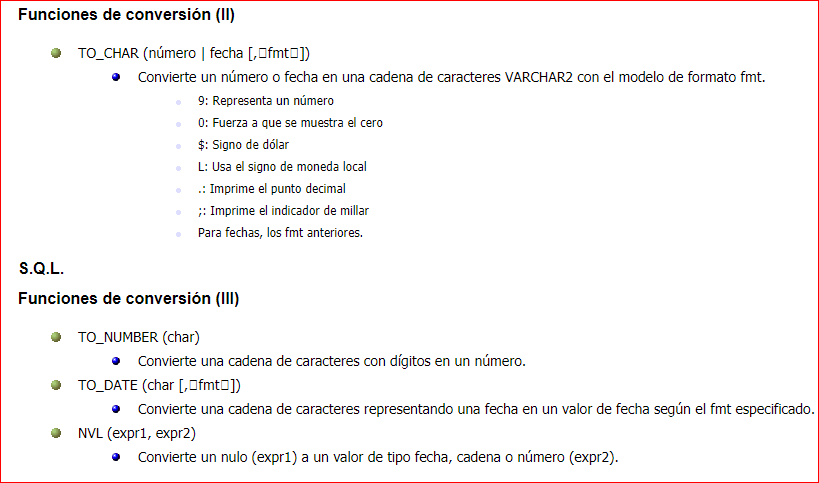 Funciones de conversión (II)
TO_CHAR (número | fecha [,□fmt□])
Convierte un número o fecha en una cadena de caracteres VARCHAR2 con el modelo de formato fmt.
9: Representa un número
0: Fuerza a que se muestra el cero
$: Signo de dólar
L: Usa el signo de moneda local
.: Imprime el punto decimal
;: Imprime el indicador de millar
Para fechas, los fmt anteriores.
S.Q.L.
Funciones de conversión (III)
TO_NUMBER (char)
Convierte una cadena de caracteres con dígitos en un número.
TO_DATE (char [,□fmt□])
Convierte una cadena de caracteres representando una fecha en un valor de fecha según el fmt especificado.
NVL (expr1, expr2)
Convierte un nulo (expr1) a un valor de tipo fecha, cadena o número (expr2).